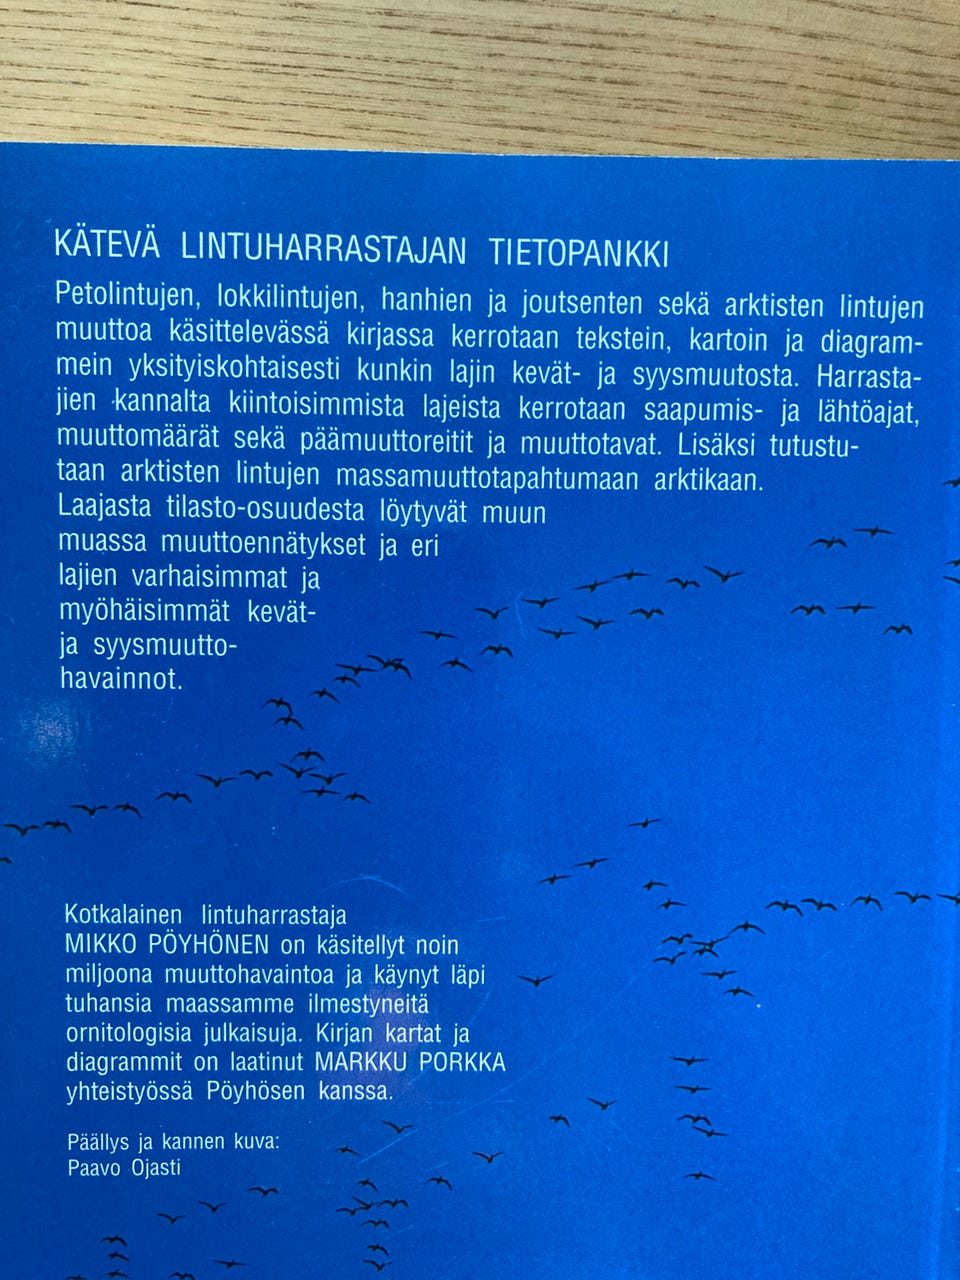 KÄTEVÄ LINTUHARRASTAJAN TIETOPANKKI
Petolintujen, lokkilintujen, hanhien ja joutsenten sekä arktisten lintujen
muuttoa käsittelevässä kirjassa kerrotaan tekstein, kartoin ja diagram-
mein yksityiskohtaisesti kunkin lajin kevät- ja syysmuutosta. Harrasta-
jien kannalta kiintoisimmista lajeista kerrotaan saapumis- ja lähtöajat,
muuttomäärät sekä päämuuttoreitit ja muuttotavat. Lisäksi tutustu-
taan arktisten lintujen massamuuttotapahtumaan arktikaan.
Laajasta tilasto-osuudesta löytyvät muun
muassa muuttoennätykset ja eri
lajien varhaisimmat ja
myöhäisimmät kevät-
ja syysmuutto-
havainnot.
Kotkalainen lintuharrastaja
MIKKO PÖYHÖNEN on käsitellyt noin
miljoona muuttohavaintoa ja käynyt läpi
tuhansia maassamme ilmestyneitä
ornitologisia julkaisuja. Kirjan kartat ja
diagrammit on laatinut MARKKU PORKKA
yhteistyössä Pöyhösen kanssa.
Päällys ja kannen kuva:
Paavo Ojasti